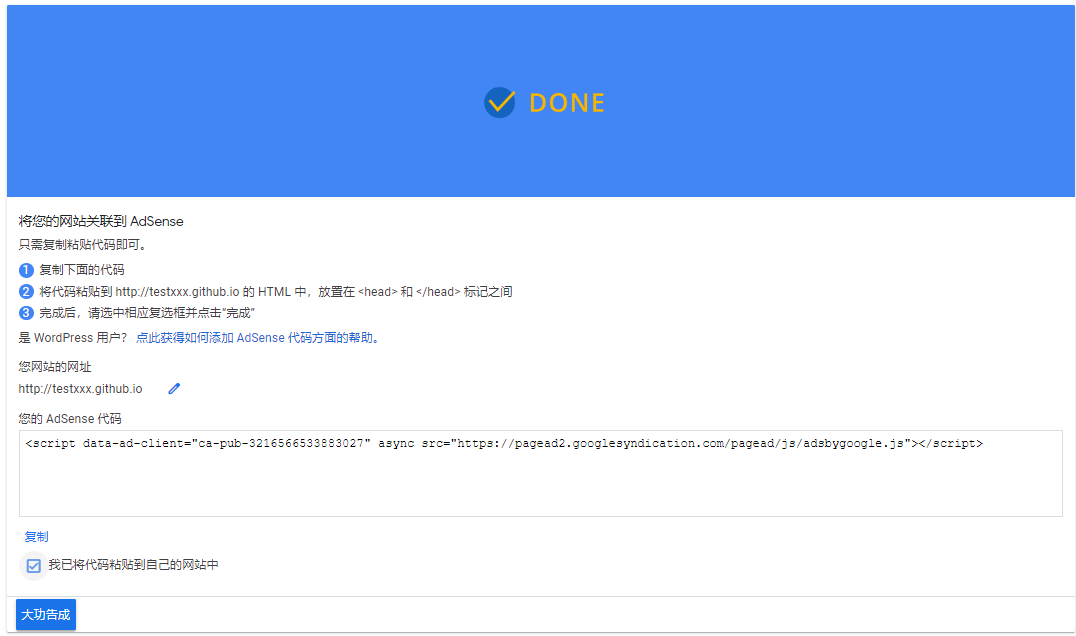 DONE
将您的网站关联到 AdSense
只需复制粘贴代码即可。
1 复制下面的代码
2 将代码粘贴到 http://testxxx.github.io 的 HTML 中，放置在 <head> 和 </head> 标记之间
3 完成后，请选中相应复选框并点击“完成”
是 WordPress 用户？ 点此获得如何添加 AdSense 代码方面的帮助。
您网站的网址
http://testxxx.github.io
您的 AdSense 代码
<script data-ad-client="ca-pub-3216566533883027" async src="https://pagead2.googlesyndication.com/pagead/js/adsbygoogle.js"></script>
复制
我已将代码粘贴到自己的网站中
大功告成